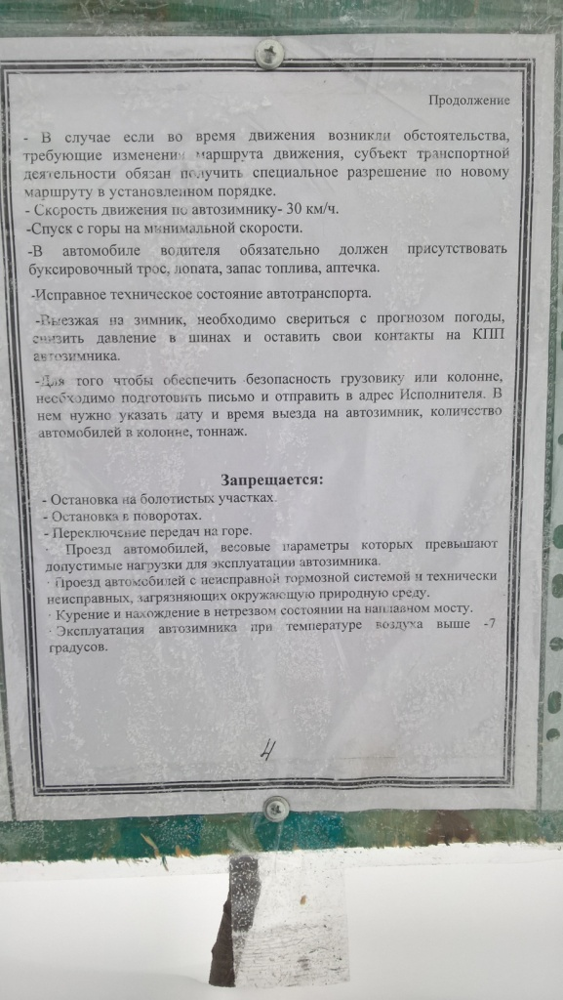 Продолжение
- В случае если во время движения возникли обстоятельства,
требующие изменения маршрута движения, субъект транспортной
деятельности обязан получить специальное разрешение по новому
маршруту в установленном порядке.
- Скорость движения по автозимнику- 30 км/ч.
-Спуск с горы на минимальной скорости.
-В автомобиле водителя обязательно должен присутствовать
буксировочный трос, лопата, запас топлива, аптечка.
-Исправное техническое состояние автотранспорта.
-Выезжая на зимник, необходимо свериться с прогнозом погоды,
снизить давление в шинах и оставить свои контакты на КПП
автозимника.
-Для того чтобы обеспечить безопасность грузовику или колонне,
необходимо подготовить письмо и отправить в адрес Исполнителя. В
нем нужно указать дату и время выезда на автозимник, количество
автомобилей в колонне, тоннаж.
Запрещается:
- Остановка на болотистых участках.
- Остановка в поворотах.
- Переключение передач на горе.
· Проезд автомобилей, весовые параметры которых превышают
допустимые нагрузки для эксплуатации автозимника.
· Проезд автомобилей с неисправной тормозной системой и технически
неисправных, загрязняющих окружающую природную среду.
· Курение и нахождение в нетрезвом состоянии на наплавном мосту.
· Эксплуатация автозимника при температуре воздуха выше -7
градусов.
4